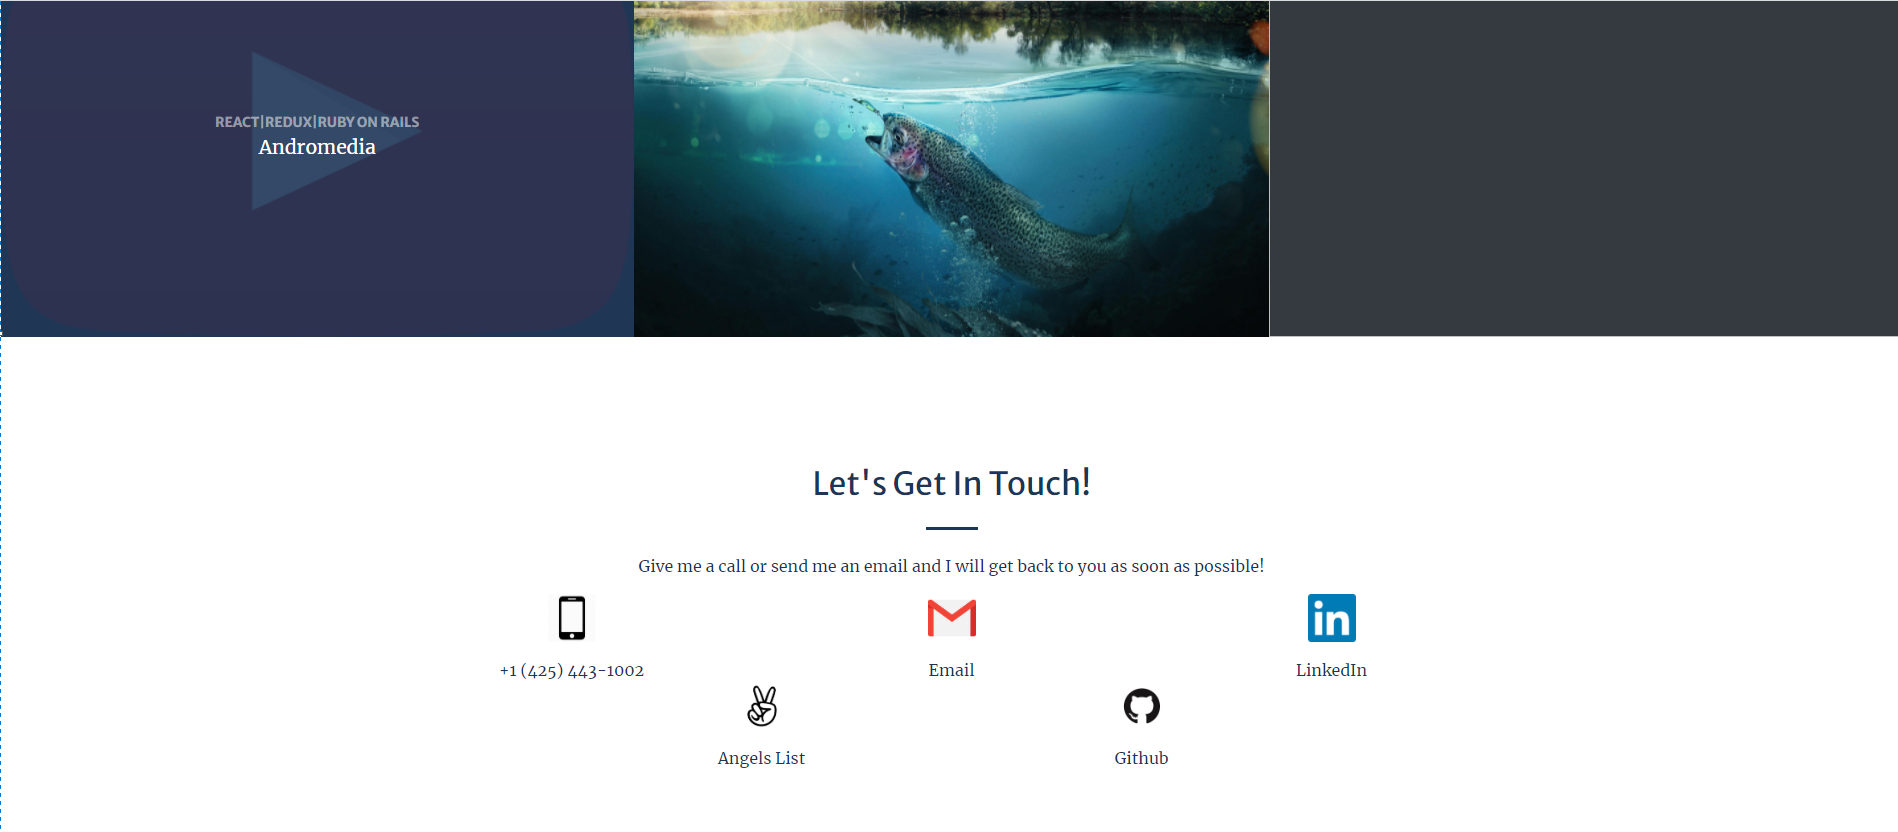 REACT|REDUX|RUBY ON RAILS
Andromedia
Let's Get In Touch!
Give me a call or send me an email and I will get back to you as soon as possible!
in
+1 (425) 443-1002
Email
LinkedIn
Angels List
Github